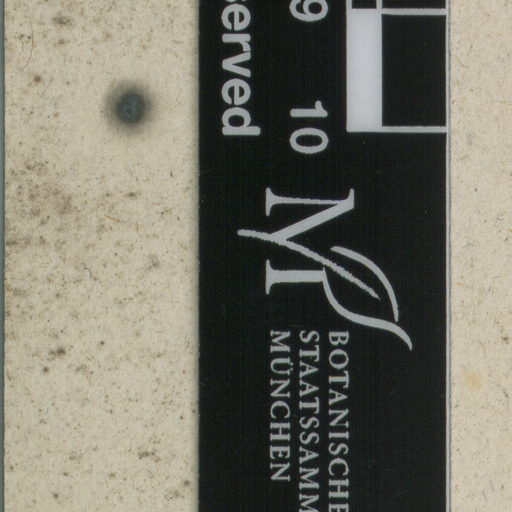 served
9 10
BOTANISCHE
STAATSSAMM
MÜNCHEN